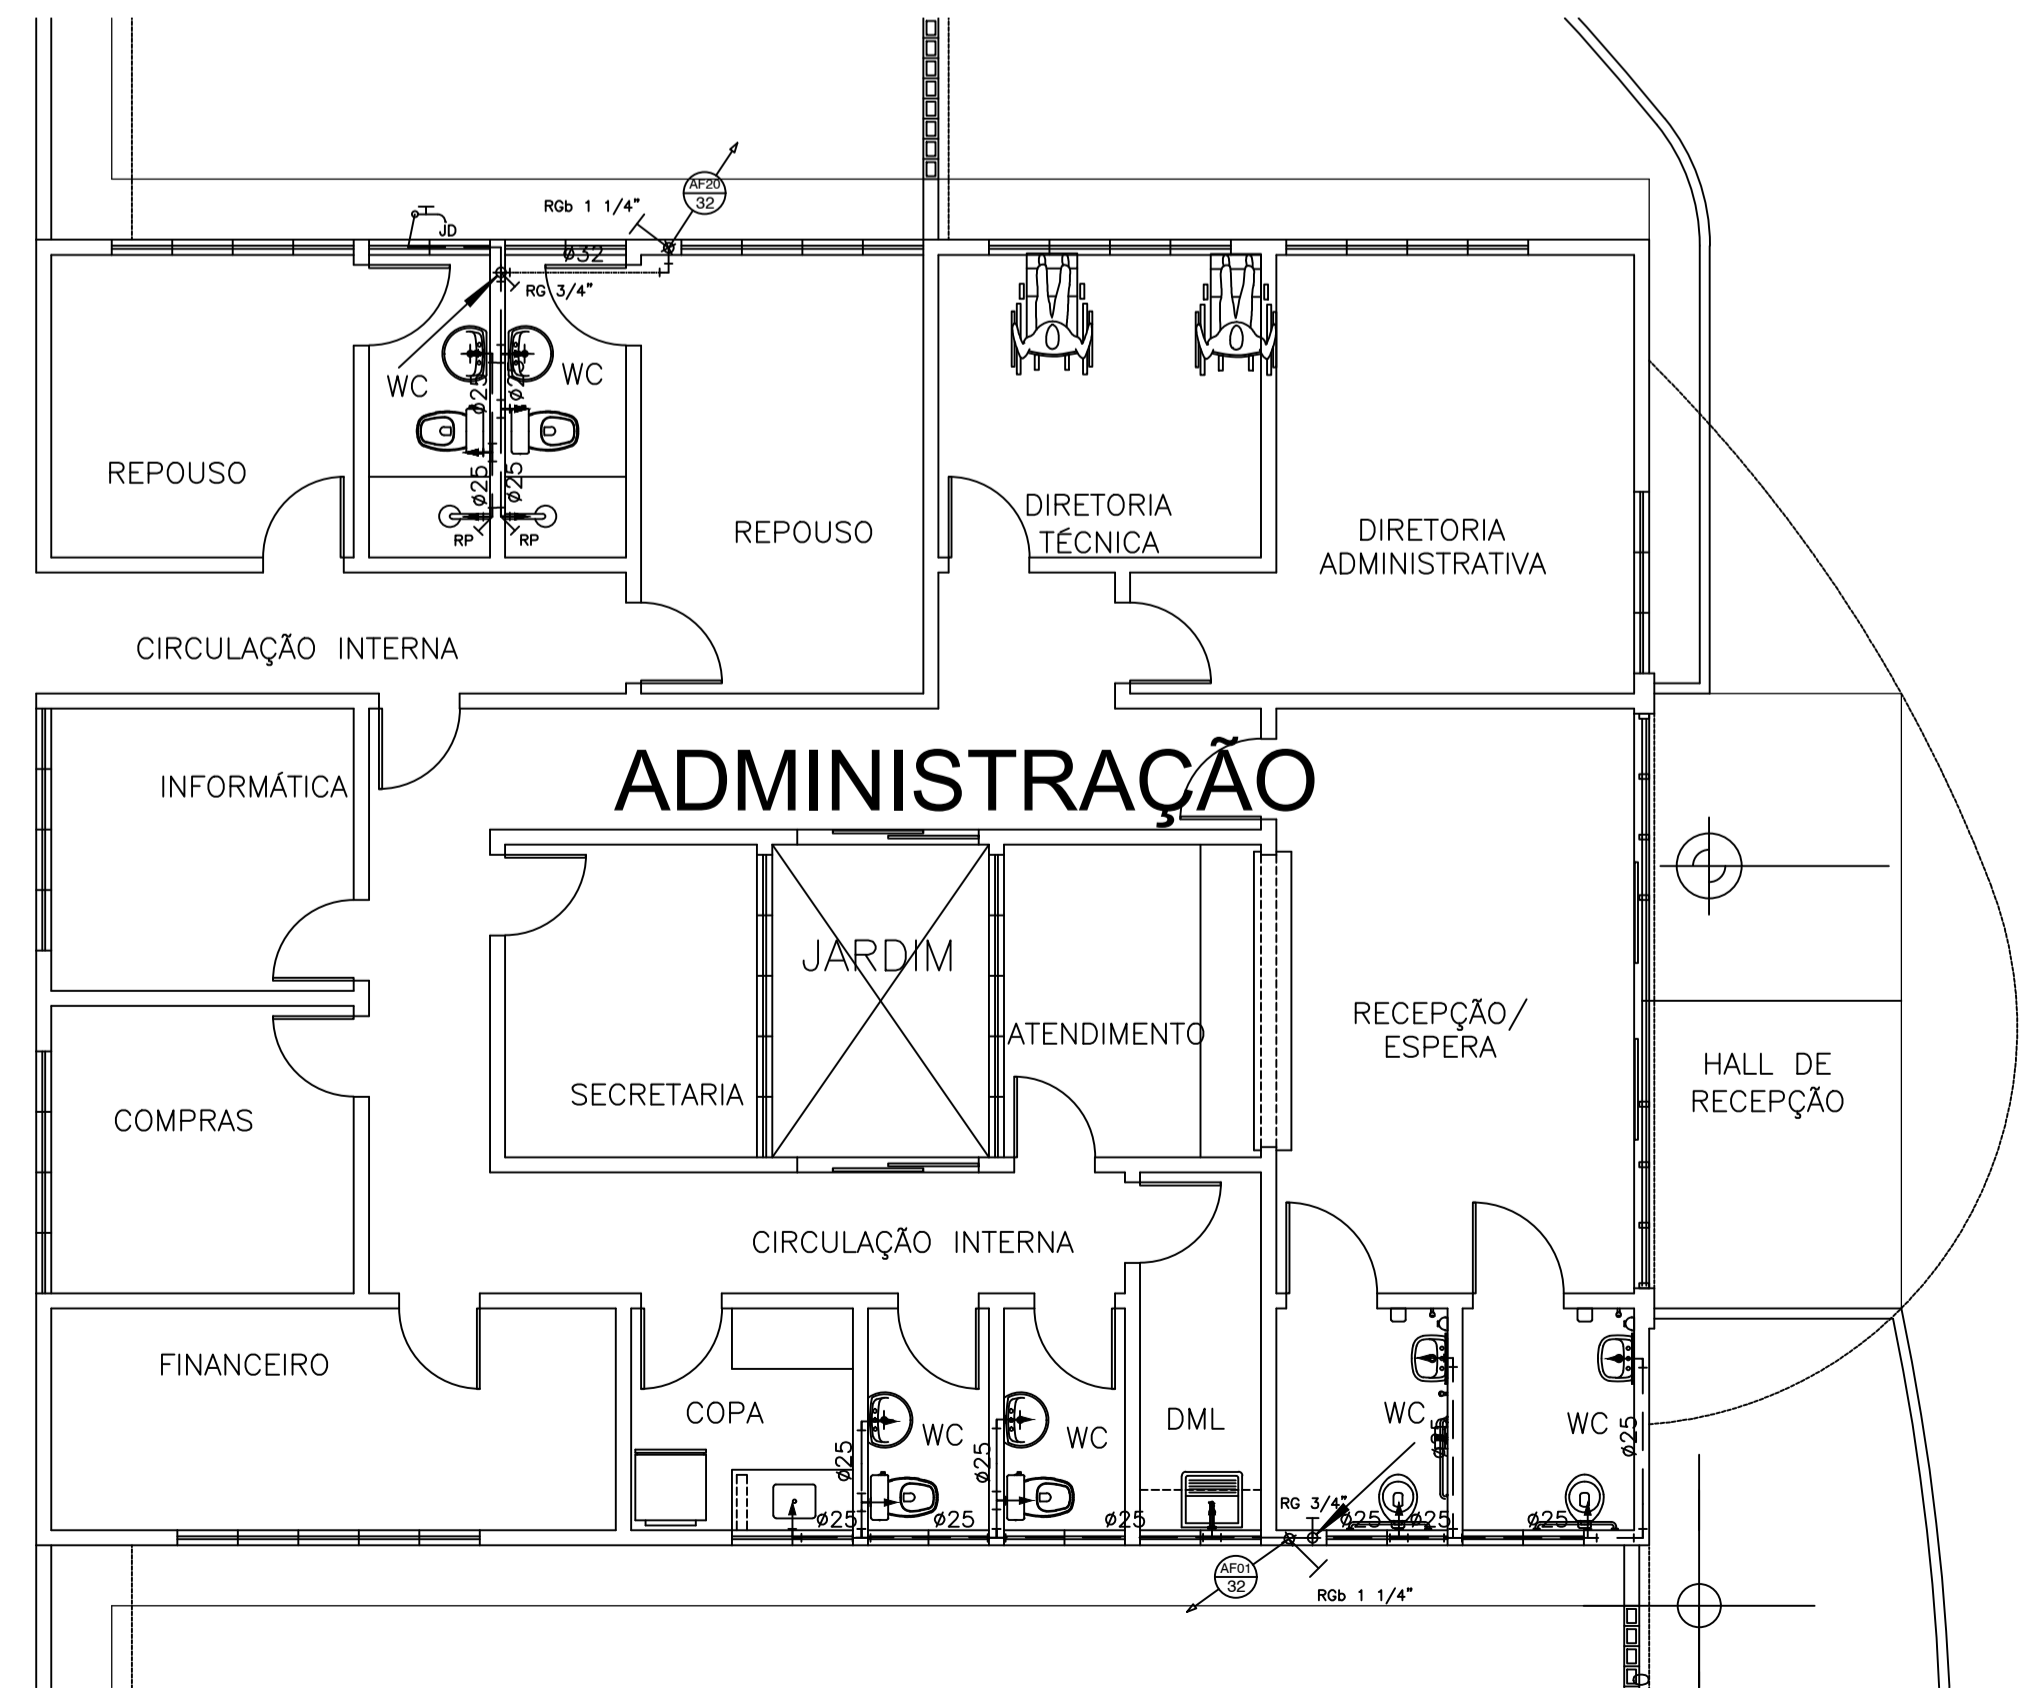 AF20
32
RGb 1 1/4"
JD
ø32
RG 3/4"
WC
WC
ø25
ø25
REPOUSO
ø25
ø25
RP
RP
REPOUSO
DIRETORIA
TÉCNICA
DIRETORIA
ADMINISTRATIVA
CIRCULAÇÃO INTERNA
ADMINISTRAÇÃO
INFORMÁTICA
JARDIM
ATENDIMENTO
RECEPÇÃO/
ESPERA
HALL DE
RECEPÇÃO
SECRETARIA
COMPRAS
CIRCULAÇÃO INTERNA
FINANCEIRO
COPA
WC
WC
DML
WC
WC
ø25
ø25
ø25
ø25
RG 3/4"
ø25
ø25
ø25
ø25
ø25
ø25
AF01
32
RGb 1 1/4"